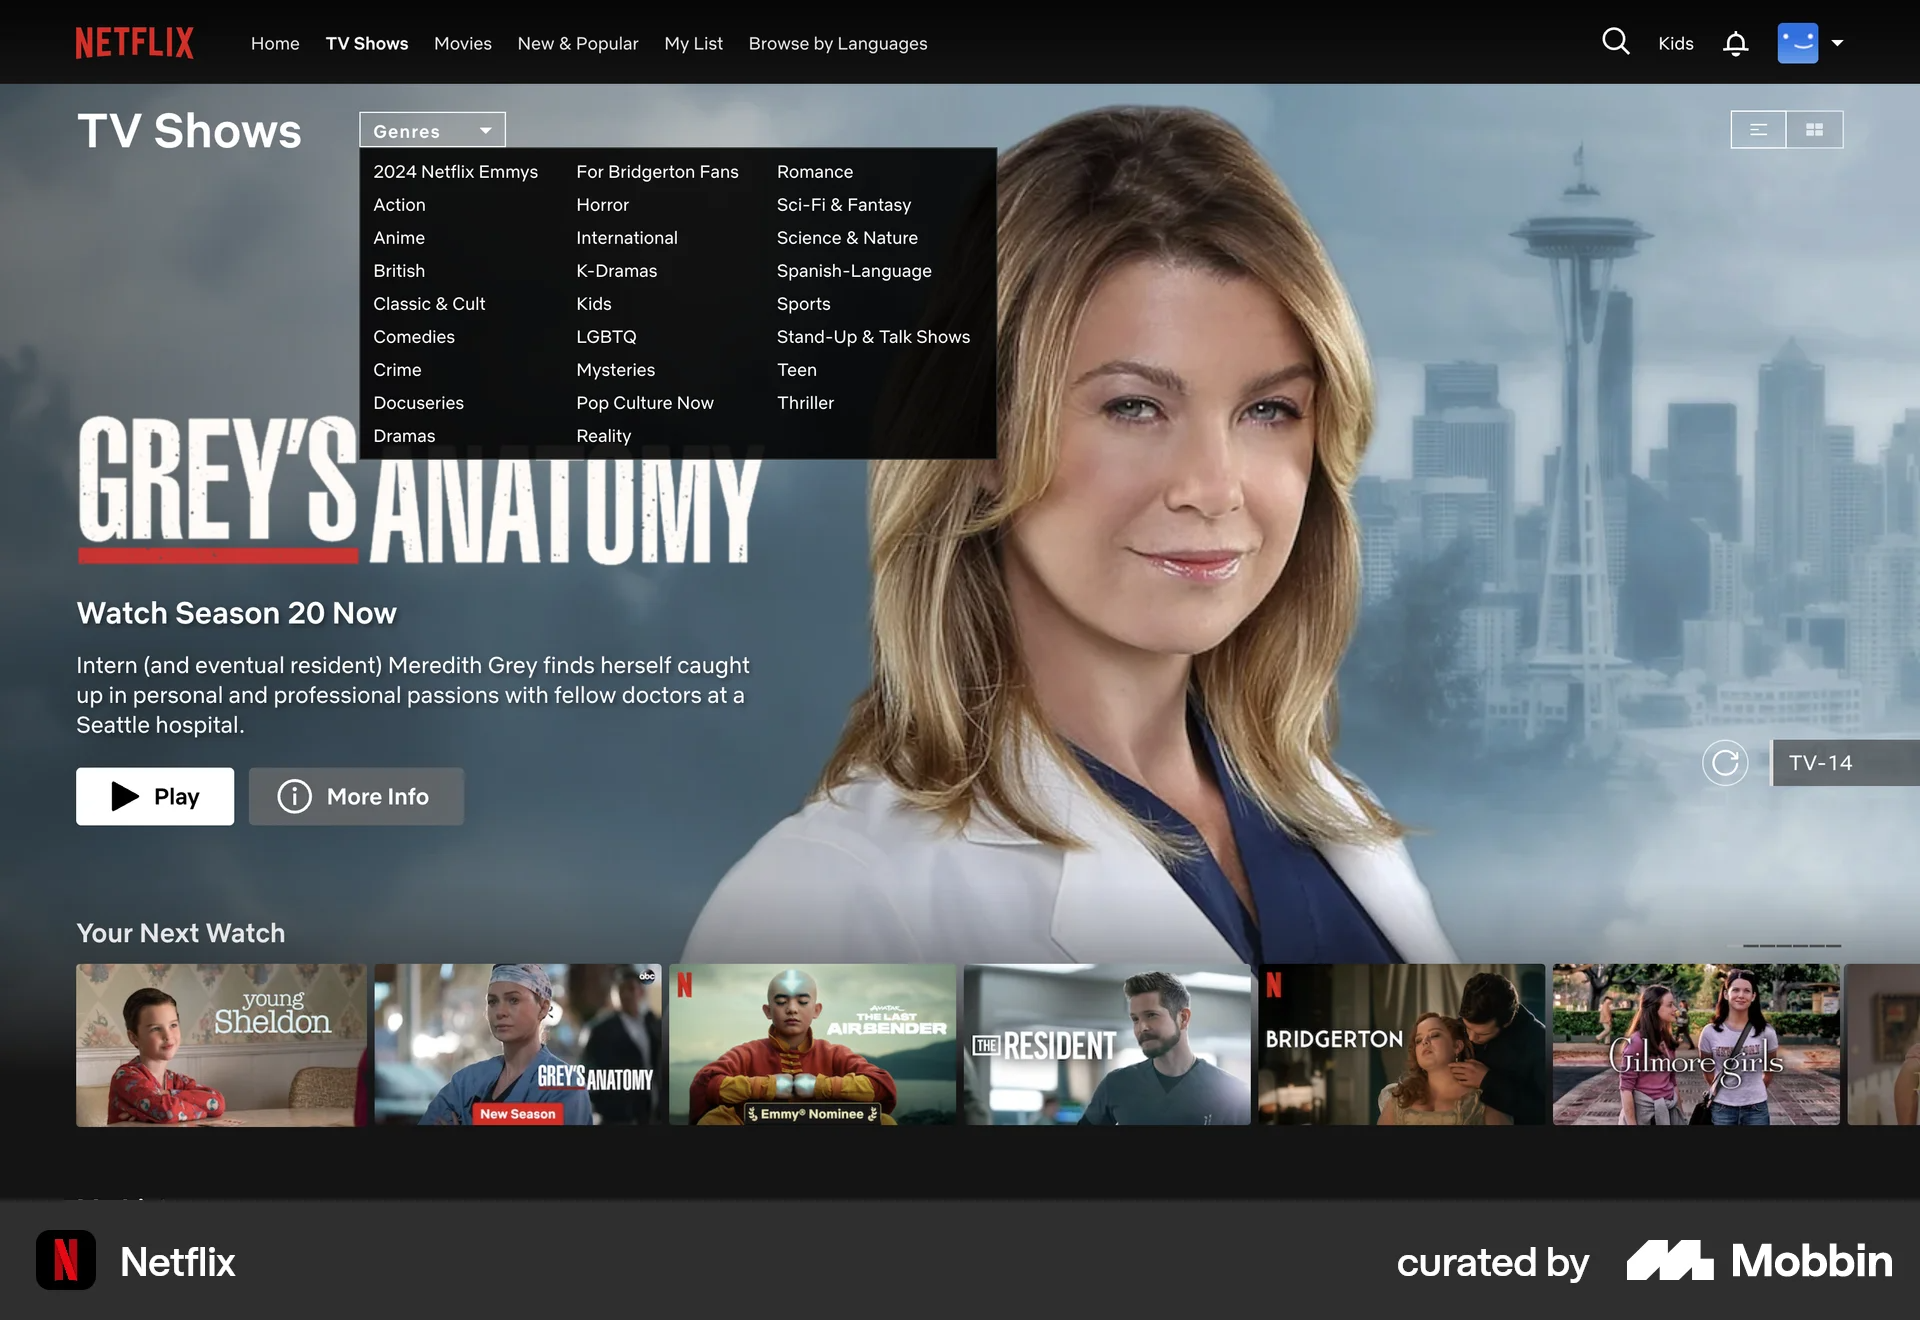 NETFLIX
Home
TV Shows
Movies
New & Popular
My List
Browse by Languages
Kids
TV Shows
Genres
2024 Netflix Emmys
Action
Anime
British
Classic & Cult
Comedies
Crime
Docuseries
Dramas
For Bridgerton Fans
Horror
International
K-Dramas
Kids
LGBTQ
Mysteries
Pop Culture Now
Reality
Romance
Sci-Fi & Fantasy
Science & Nature
Spanish-Language
Sports
Stand-Up & Talk Shows
Teen
Thriller
GREY'S ANATOMY
Watch Season 20 Now
Intern (and eventual resident) Meredith Grey finds herself caught
up in personal and professional passions with fellow doctors at a
Seattle hospital.
Play
More Info
TV-14
Your Next Watch
young
Sheldon
abc
GREY'S ANATOMY
New Season
N
AVATAR
THE LAST
AIRBENDER
Emmy® Nominee
THE RESIDENT
N
BRIDGERTON
Gilmore girls
N
Netflix
curated by
Mobbin